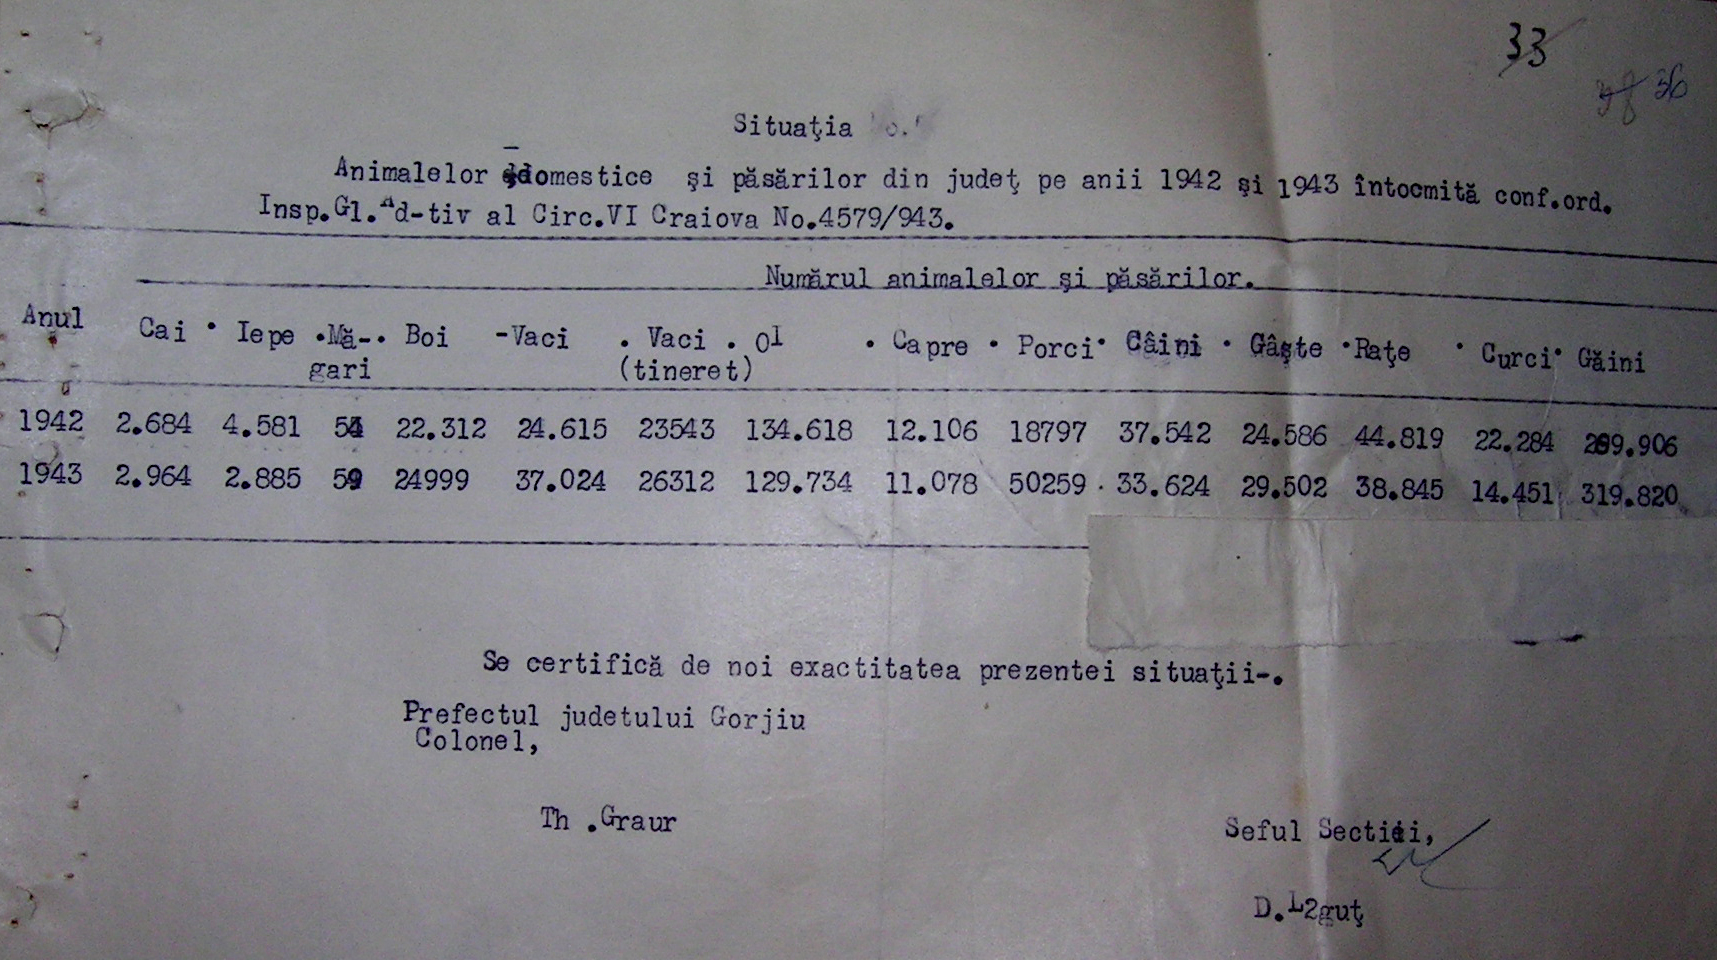 33
36
Situaţia
Animalelor domestice şi păsărilor din judeţ pe anii 1942 şi 1943 întocmită conf.ord.
Insp.Gl.Ad-tiv al Circ.VI Craiova No.4579/943.
Numărul animalelor şi păsărilor.
Anul Cai Iepe Mă- Boi -Vaci Vaci OI Capre Porci Câini Gâşte Raţe Curci Găini
gari (tineret)
1942 2.684 4.581 22.312 24.615 23543 134.618 12.106 18797 37.542 24.586 44.819 22.284 299.906
1943 2.964 2.885 59 24999 37.024 26312 129.734 11.078 50259 33.624 29.502 38.845 14.451 319.820
Se certifică de noi exactitatea prezentei situaţii-.
Prefectul judetului Gorjiu
Colonel,
Th .Graur
Seful Sectiei,
D.L2guţ